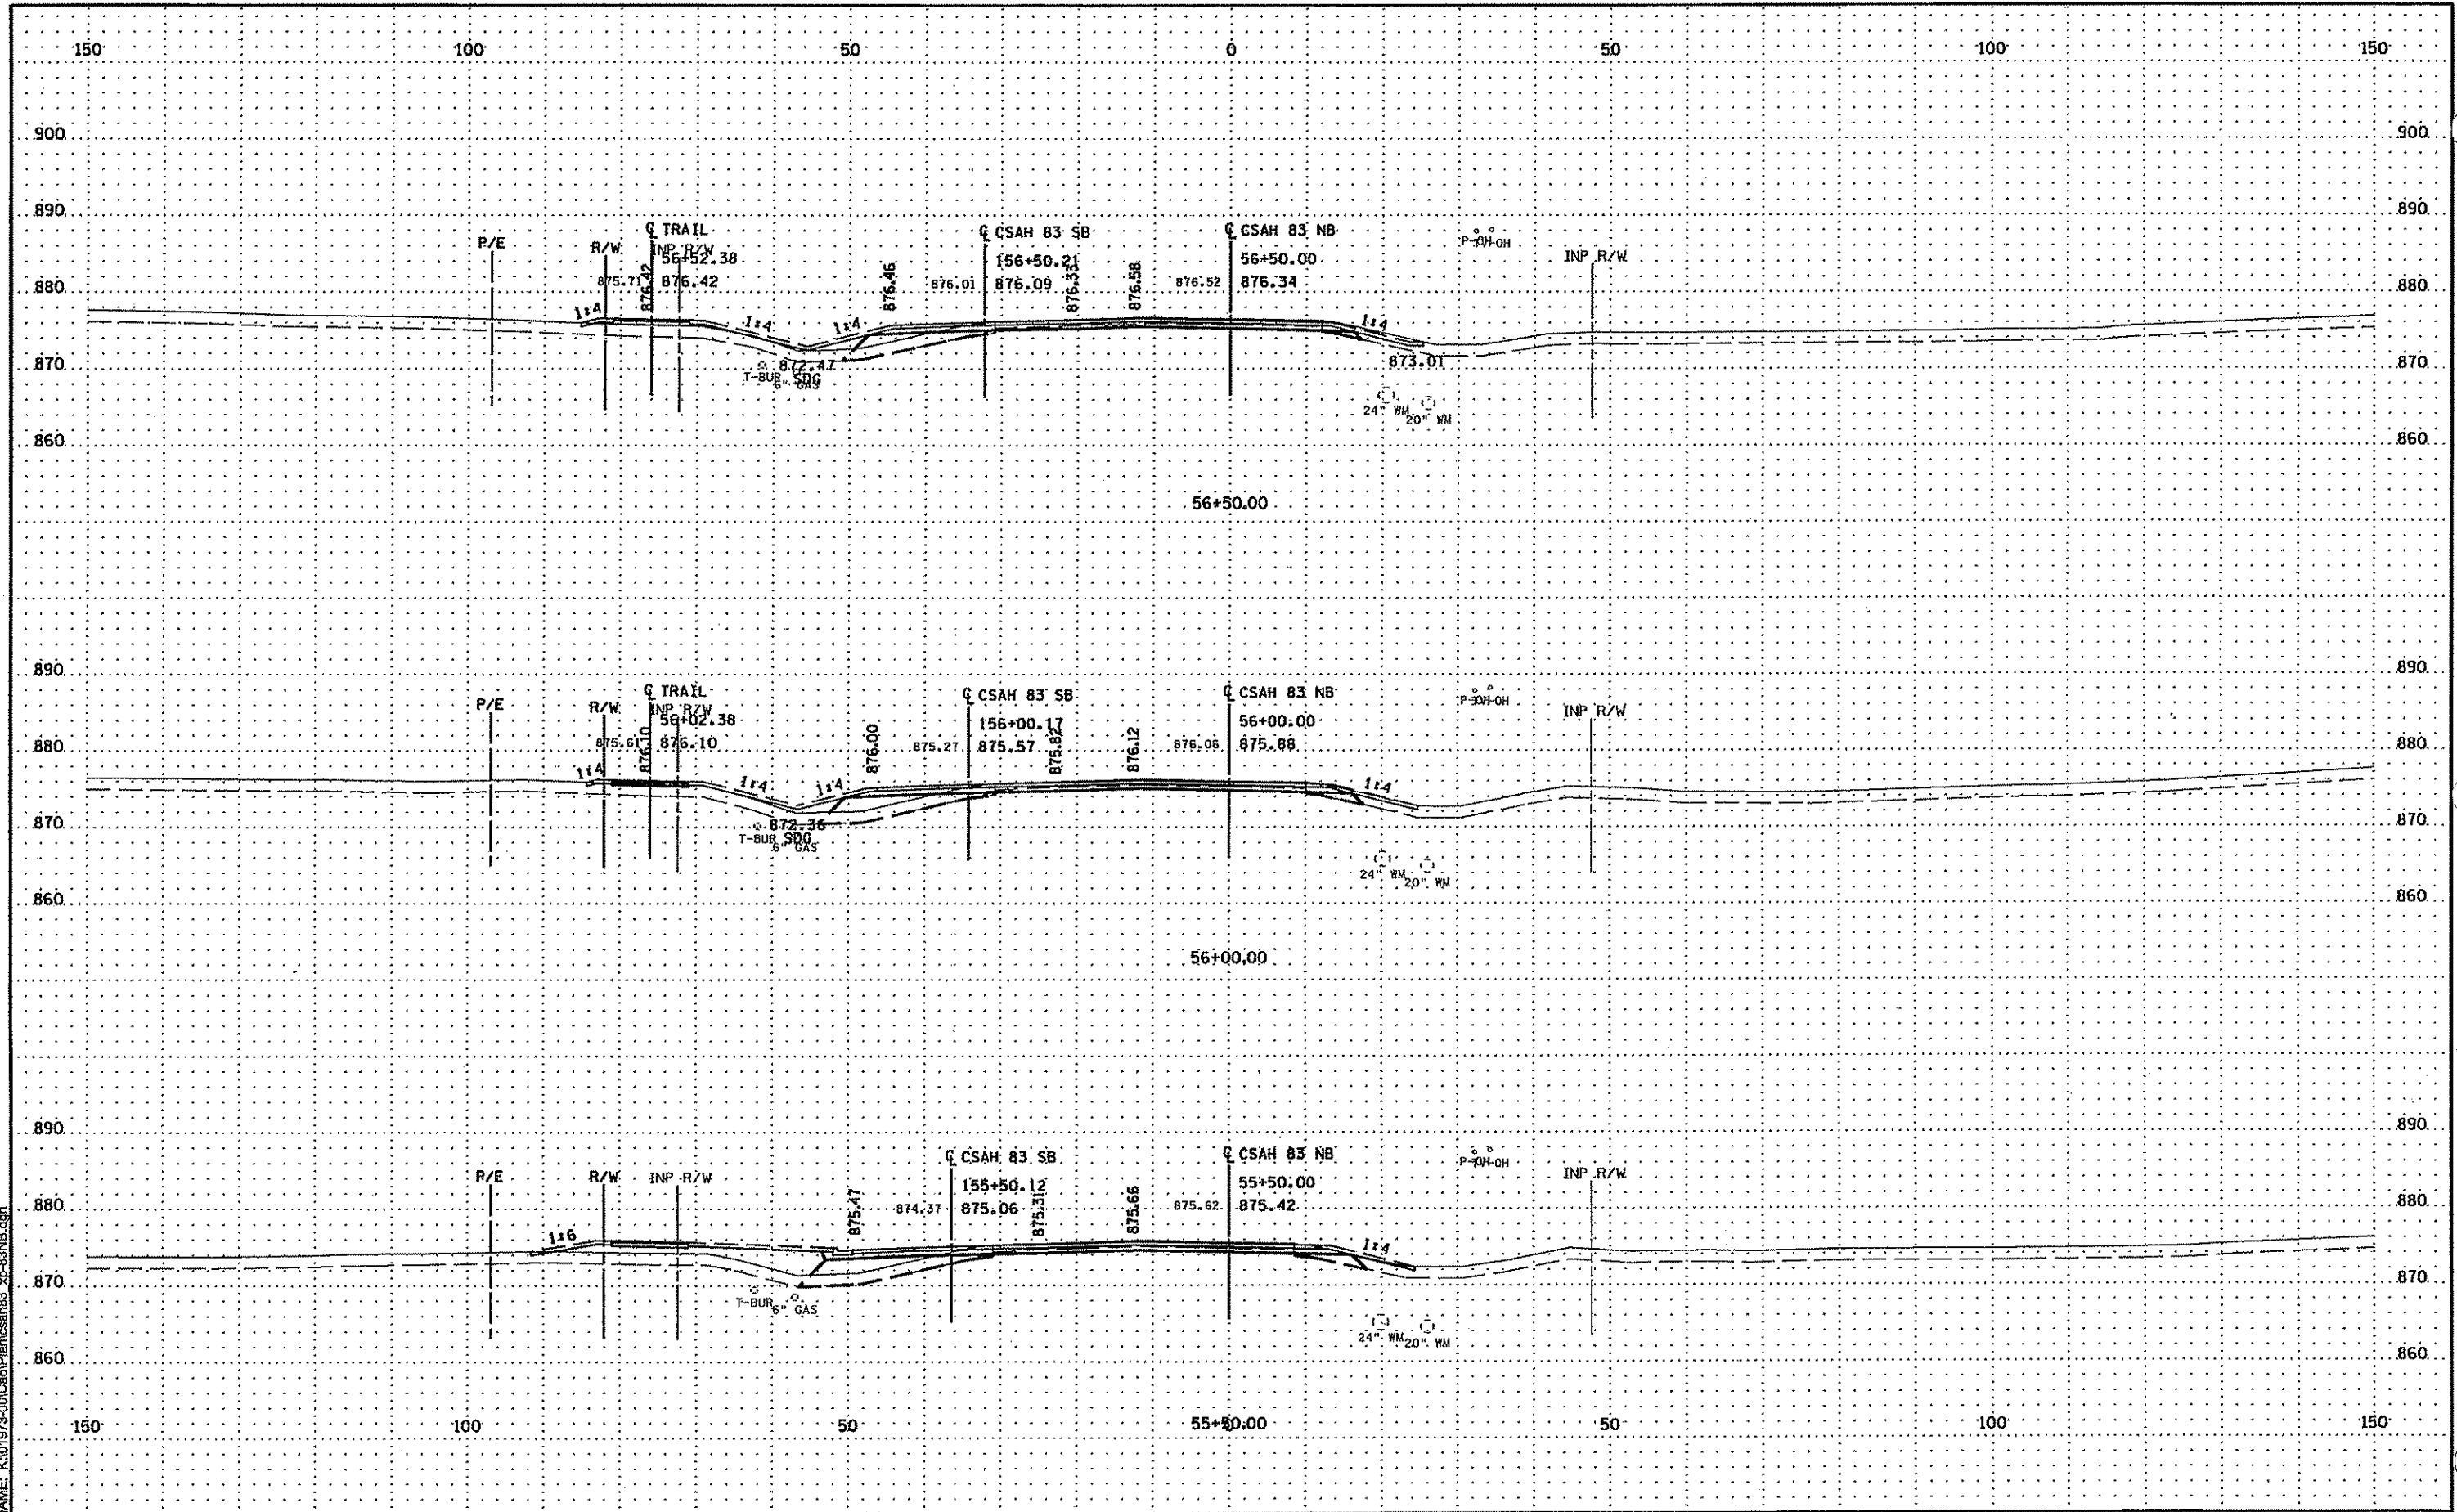 150 100 50 0 50 100 150
900 900
890 890
℄ TRAIL ℄ CSAH 83 SB ℄ CSAH 83 NB
P/E R/W INP R/W P-OH INP R/W
56+52.38 156+50.21 56+50.00
880 875.71 876.42 876.42 876.46 876.01 876.09 876.33 876.58 876.52 876.34 880
1:4 1:4 1:4 1:4
870 872.47 873.01 870
T-BUR SDG
6" GAS
24" WM 20" WM
860 860
56+50.00
890 890
℄ TRAIL ℄ CSAH 83 SB ℄ CSAH 83 NB
P/E R/W INP R/W INP R/W
56+02.38 156+00.17 56+00.00
880 875.61 876.10 876.10 876.00 875.27 875.57 875.82 876.12 876.06 875.88 880
1:4 1:4 1:4 1:4
870 872.36 870
T-BUR SDG
6" GAS
24" WM 20" WM
860 860
56+00.00
890 890
℄ CSAH 83 SB ℄ CSAH 83 NB
P/E R/W INP R/W INP R/W
155+50.12 55+50.00
880 875.47 874.37 875.06 875.31 875.66 875.62 875.42 880
1:6 1:4
870 870
T-BUR 6" GAS
24" WM 20" WM
860 860
150 100 50 55+50.00 50 100 150